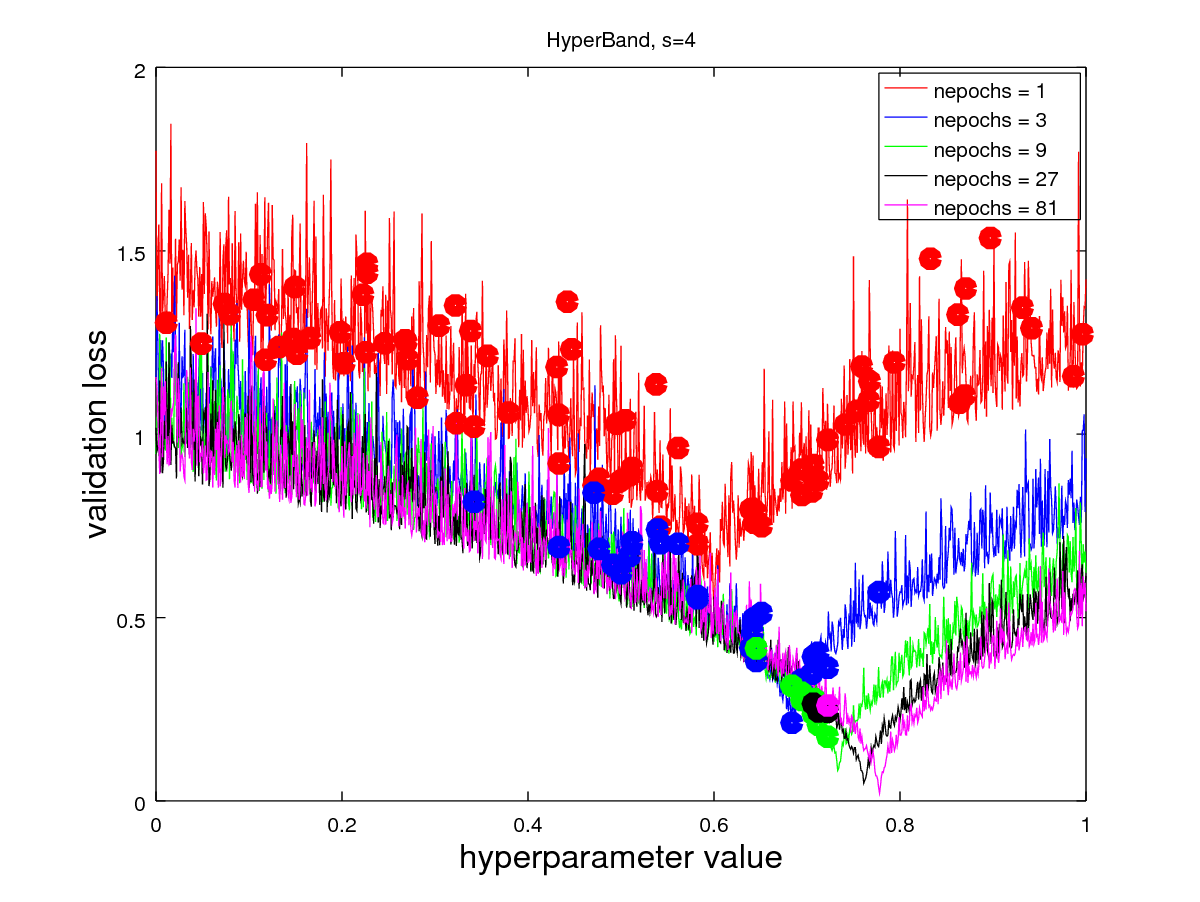 HyperBand, s=4
2
1.5
1
0.5
0
0
0.2
0.4
0.6
0.8
1
validation loss
hyperparameter value
nepochs = 1
nepochs = 3
nepochs = 9
nepochs = 27
nepochs = 81